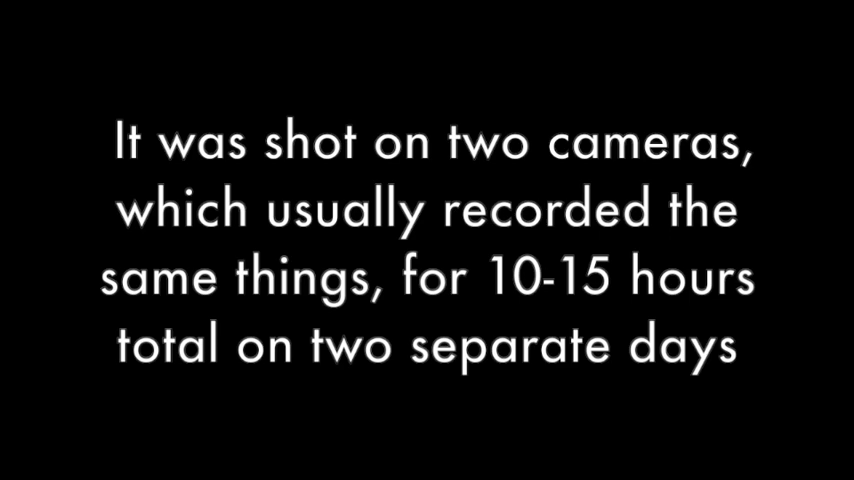 It was shot on two cameras,
which usually recorded the
same things, for 10-15 hours
total on two separate days